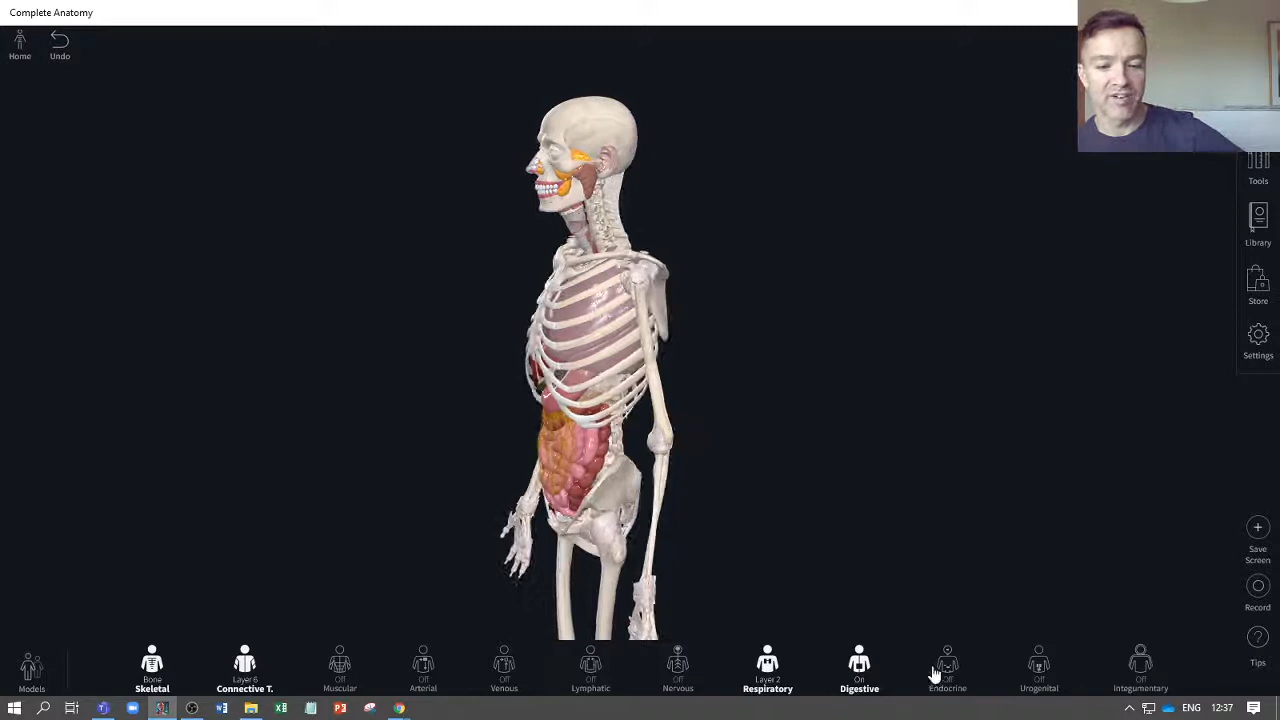 Complete Anatomy
Home
Undo
Tools
Library
Store
Settings
+
Save
Screen
Record
?
Tips
Models
Bone
Skeletal
Layer 6
Connective T.
Off
Muscular
Off
Arterial
Off
Venous
Off
Lymphatic
Off
Nervous
Layer 2
Respiratory
On
Digestive
Off
Endocrine
Off
Urogenital
Off
Integumentary
ENG
12:37